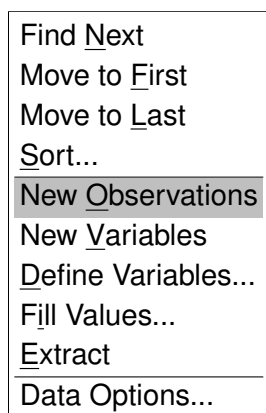 Find Next
Move to First
Move to Last
Sort...
New Observations
New Variables
Define Variables...
Fill Values...
Extract
Data Options...